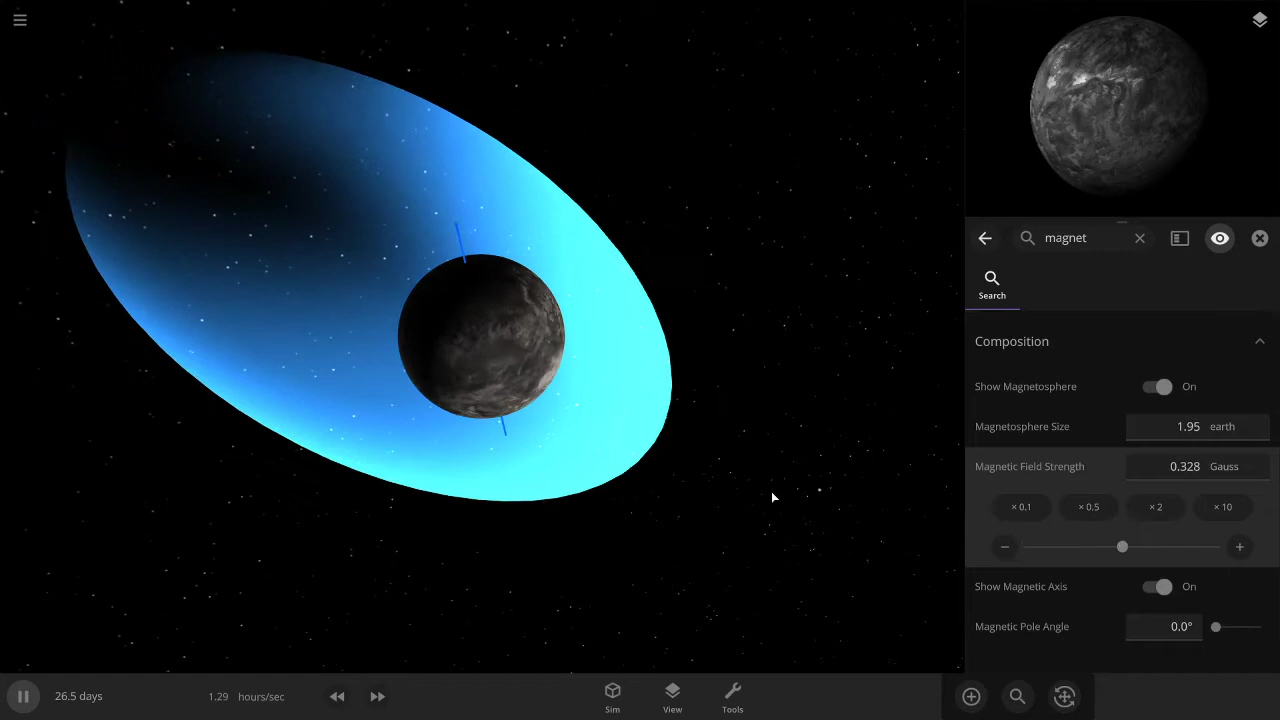 magnet
Search
Composition
Show Magnetosphere On
Magnetosphere Size 1.95 earth
Magnetic Field Strength 0.328 Gauss
× 0.1 × 0.5 × 2 × 10
Show Magnetic Axis On
Magnetic Pole Angle 0.0°
26.5 days 1.29 hours/sec
Sim View Tools